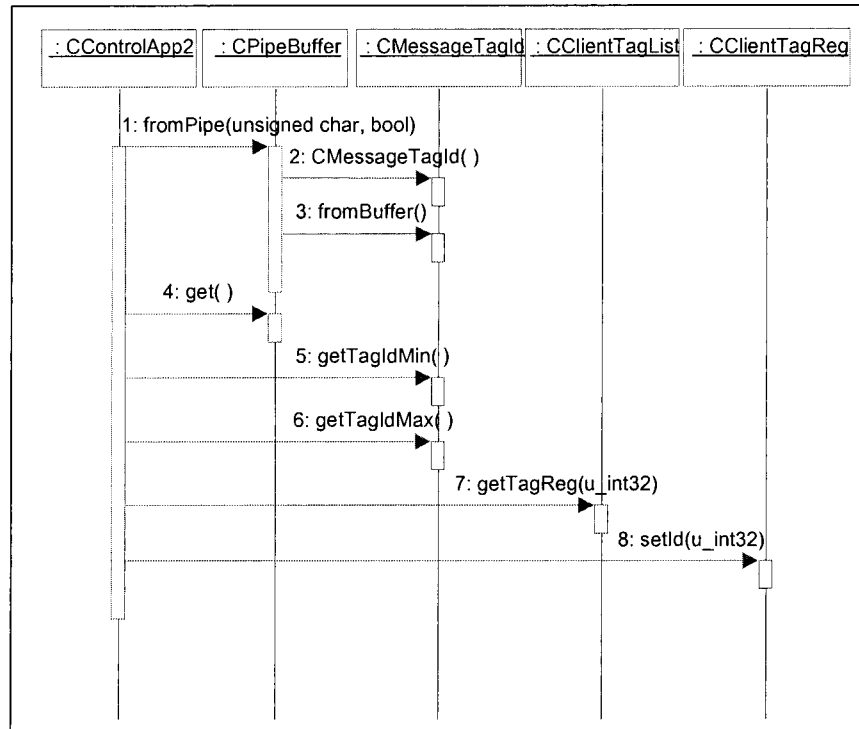 : CControlApp2
: CPipeBuffer
: CMessageTagId
: CClientTagList
: CClientTagReg
1: fromPipe(unsigned char, bool)
2: CMessageTagId( )
3: fromBuffer()
4: get( )
5: getTagIdMin( )
6: getTagIdMax( )
7: getTagReg(u_int32)
8: setId(u_int32)